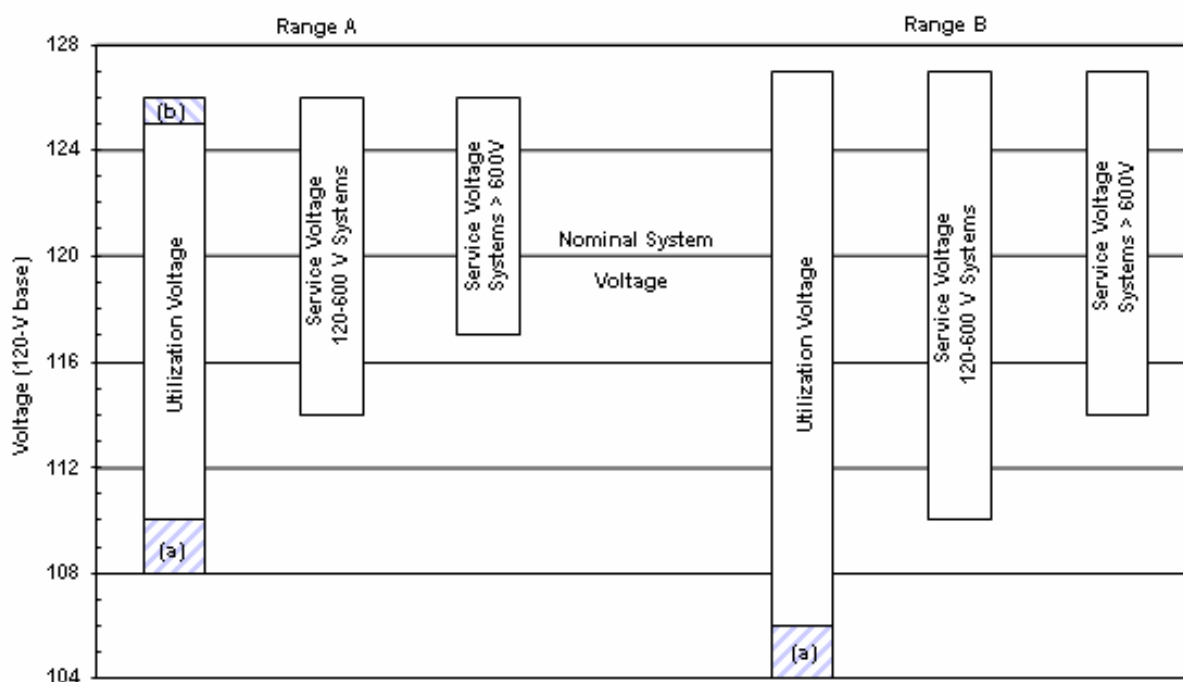 Range A
Range B
128
124
120
116
112
108
104
Voltage (120-V base)
(b)
Utilization Voltage
(a)
Service Voltage
120-600 V Systems
Service Voltage
Systems > 600V
Nominal System
Voltage
Utilization Voltage
(a)
Service Voltage
120-600 V Systems
Service Voltage
Systems > 600V